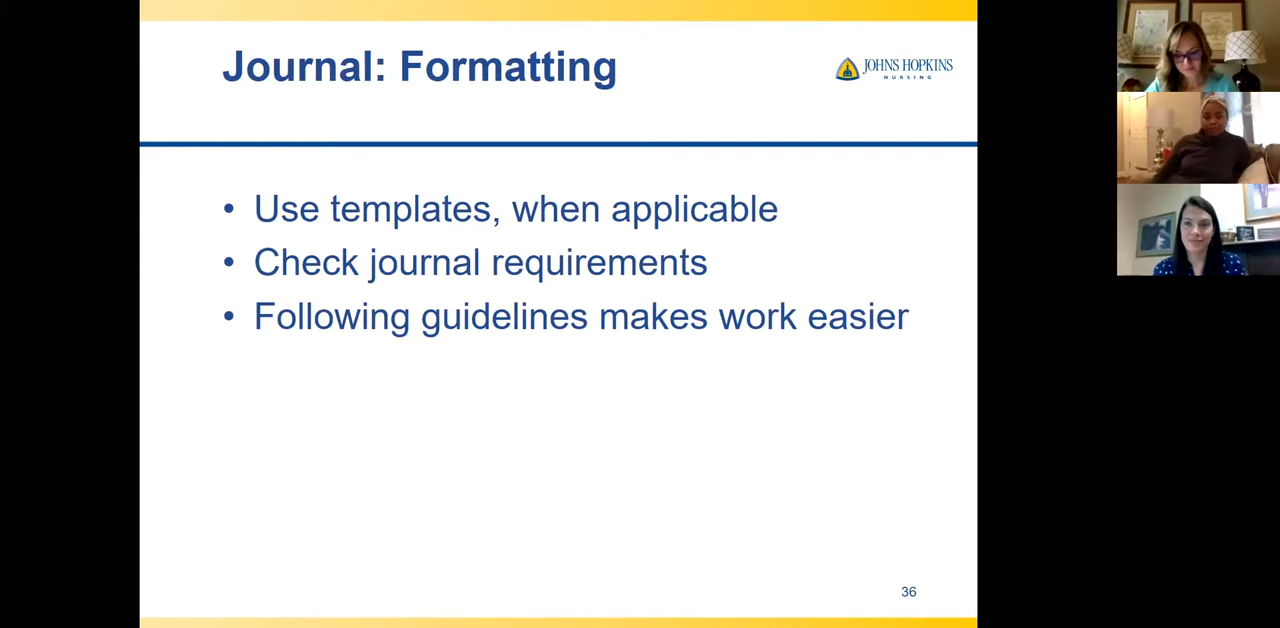 Journal: Formatting
JOHNS HOPKINS
NURSING
• Use templates, when applicable
• Check journal requirements
• Following guidelines makes work easier
36